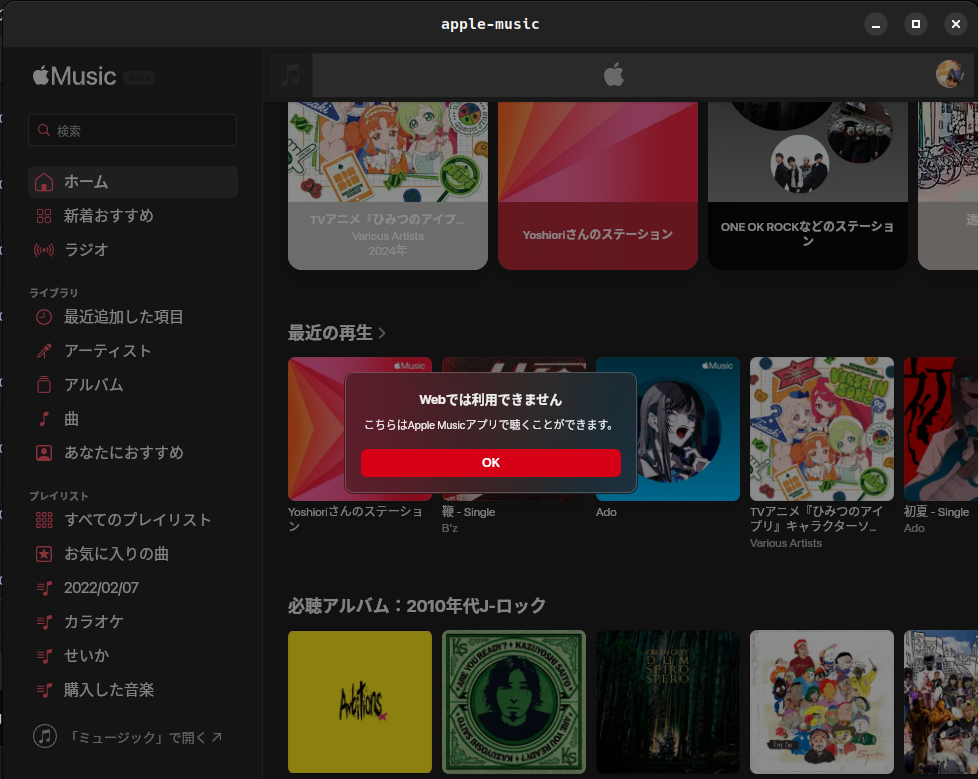 apple-music
Music Beta
検索
ホーム
新着おすすめ
ラジオ
ライブラリ
最近追加した項目
アーティスト
アルバム
曲
あなたにおすすめ
プレイリスト
すべてのプレイリスト
お気に入りの曲
2022/02/07
カラオケ
せいか
購入した音楽
「ミュージック」で開く
TVアニメ『ひみつのアイプ...
Various Artists
2024年
Yoshioriさんのステーション
ONE OK ROCKなどのステーショ
ン
最近の再生
Music
Music
Webでは利用できません
こちらはApple Musicアプリで聴くことができます。
OK
Yoshioriさんのステーショ
ン
鞭 - Single
B'z
Ado
TVアニメ『ひみつのアイ
プリ』キャラクターソ...
Various Artists
初夏 - Single
Ado
必聴アルバム：2010年代J-ロック
Ambitions
KS
ARE YOU READY? KAZUYOSHI SAITO
DIR EN GREY
DUM
SPIRO
SPERO